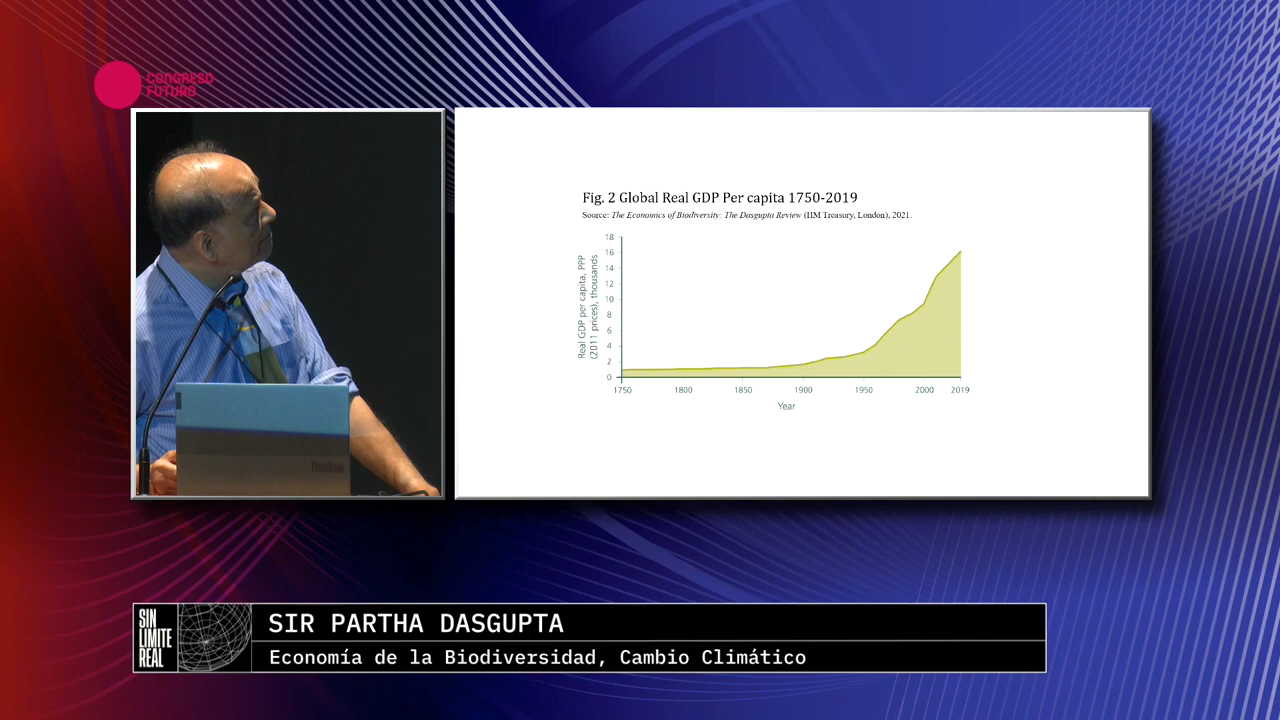 CONGRESO
FUTURO
Fig. 2 Global Real GDP Per capita 1750-2019
Source: The Economics of Biodiversity: The Dasgupta Review (HM Treasury, London), 2021.
Real GDP per capita, PPP
(2011 prices), thousands
18
16
14
12
10
8
6
4
2
0
1750 1800 1850 1900 1950 2000 2019
Year
ThinkBook
SIN
LIMITE
REAL
SIR PARTHA DASGUPTA
Economía de la Biodiversidad, Cambio Climático